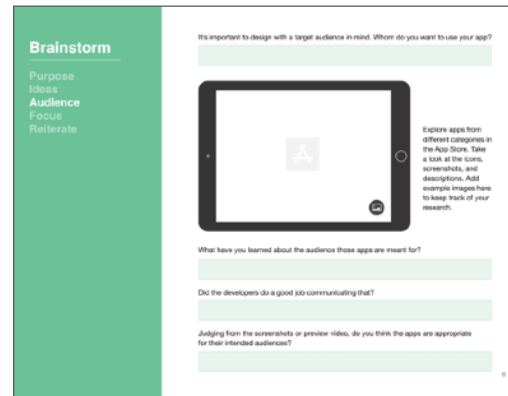 Brainstorm
Purpose
Ideas
Audience
Focus
Reiterate
It's important to design with a target audience in mind. Whom do you want to use your app?
Explore apps from
different categories in
the App Store. Take
a look at the icons,
screenshots, and
descriptions. Add
example images here
to keep track of your
research.
What have you learned about the audience those apps are meant for?
Did the developers do a good job communicating that?
Judging from the screenshots or preview video, do you think the apps are appropriate
for their intended audiences?